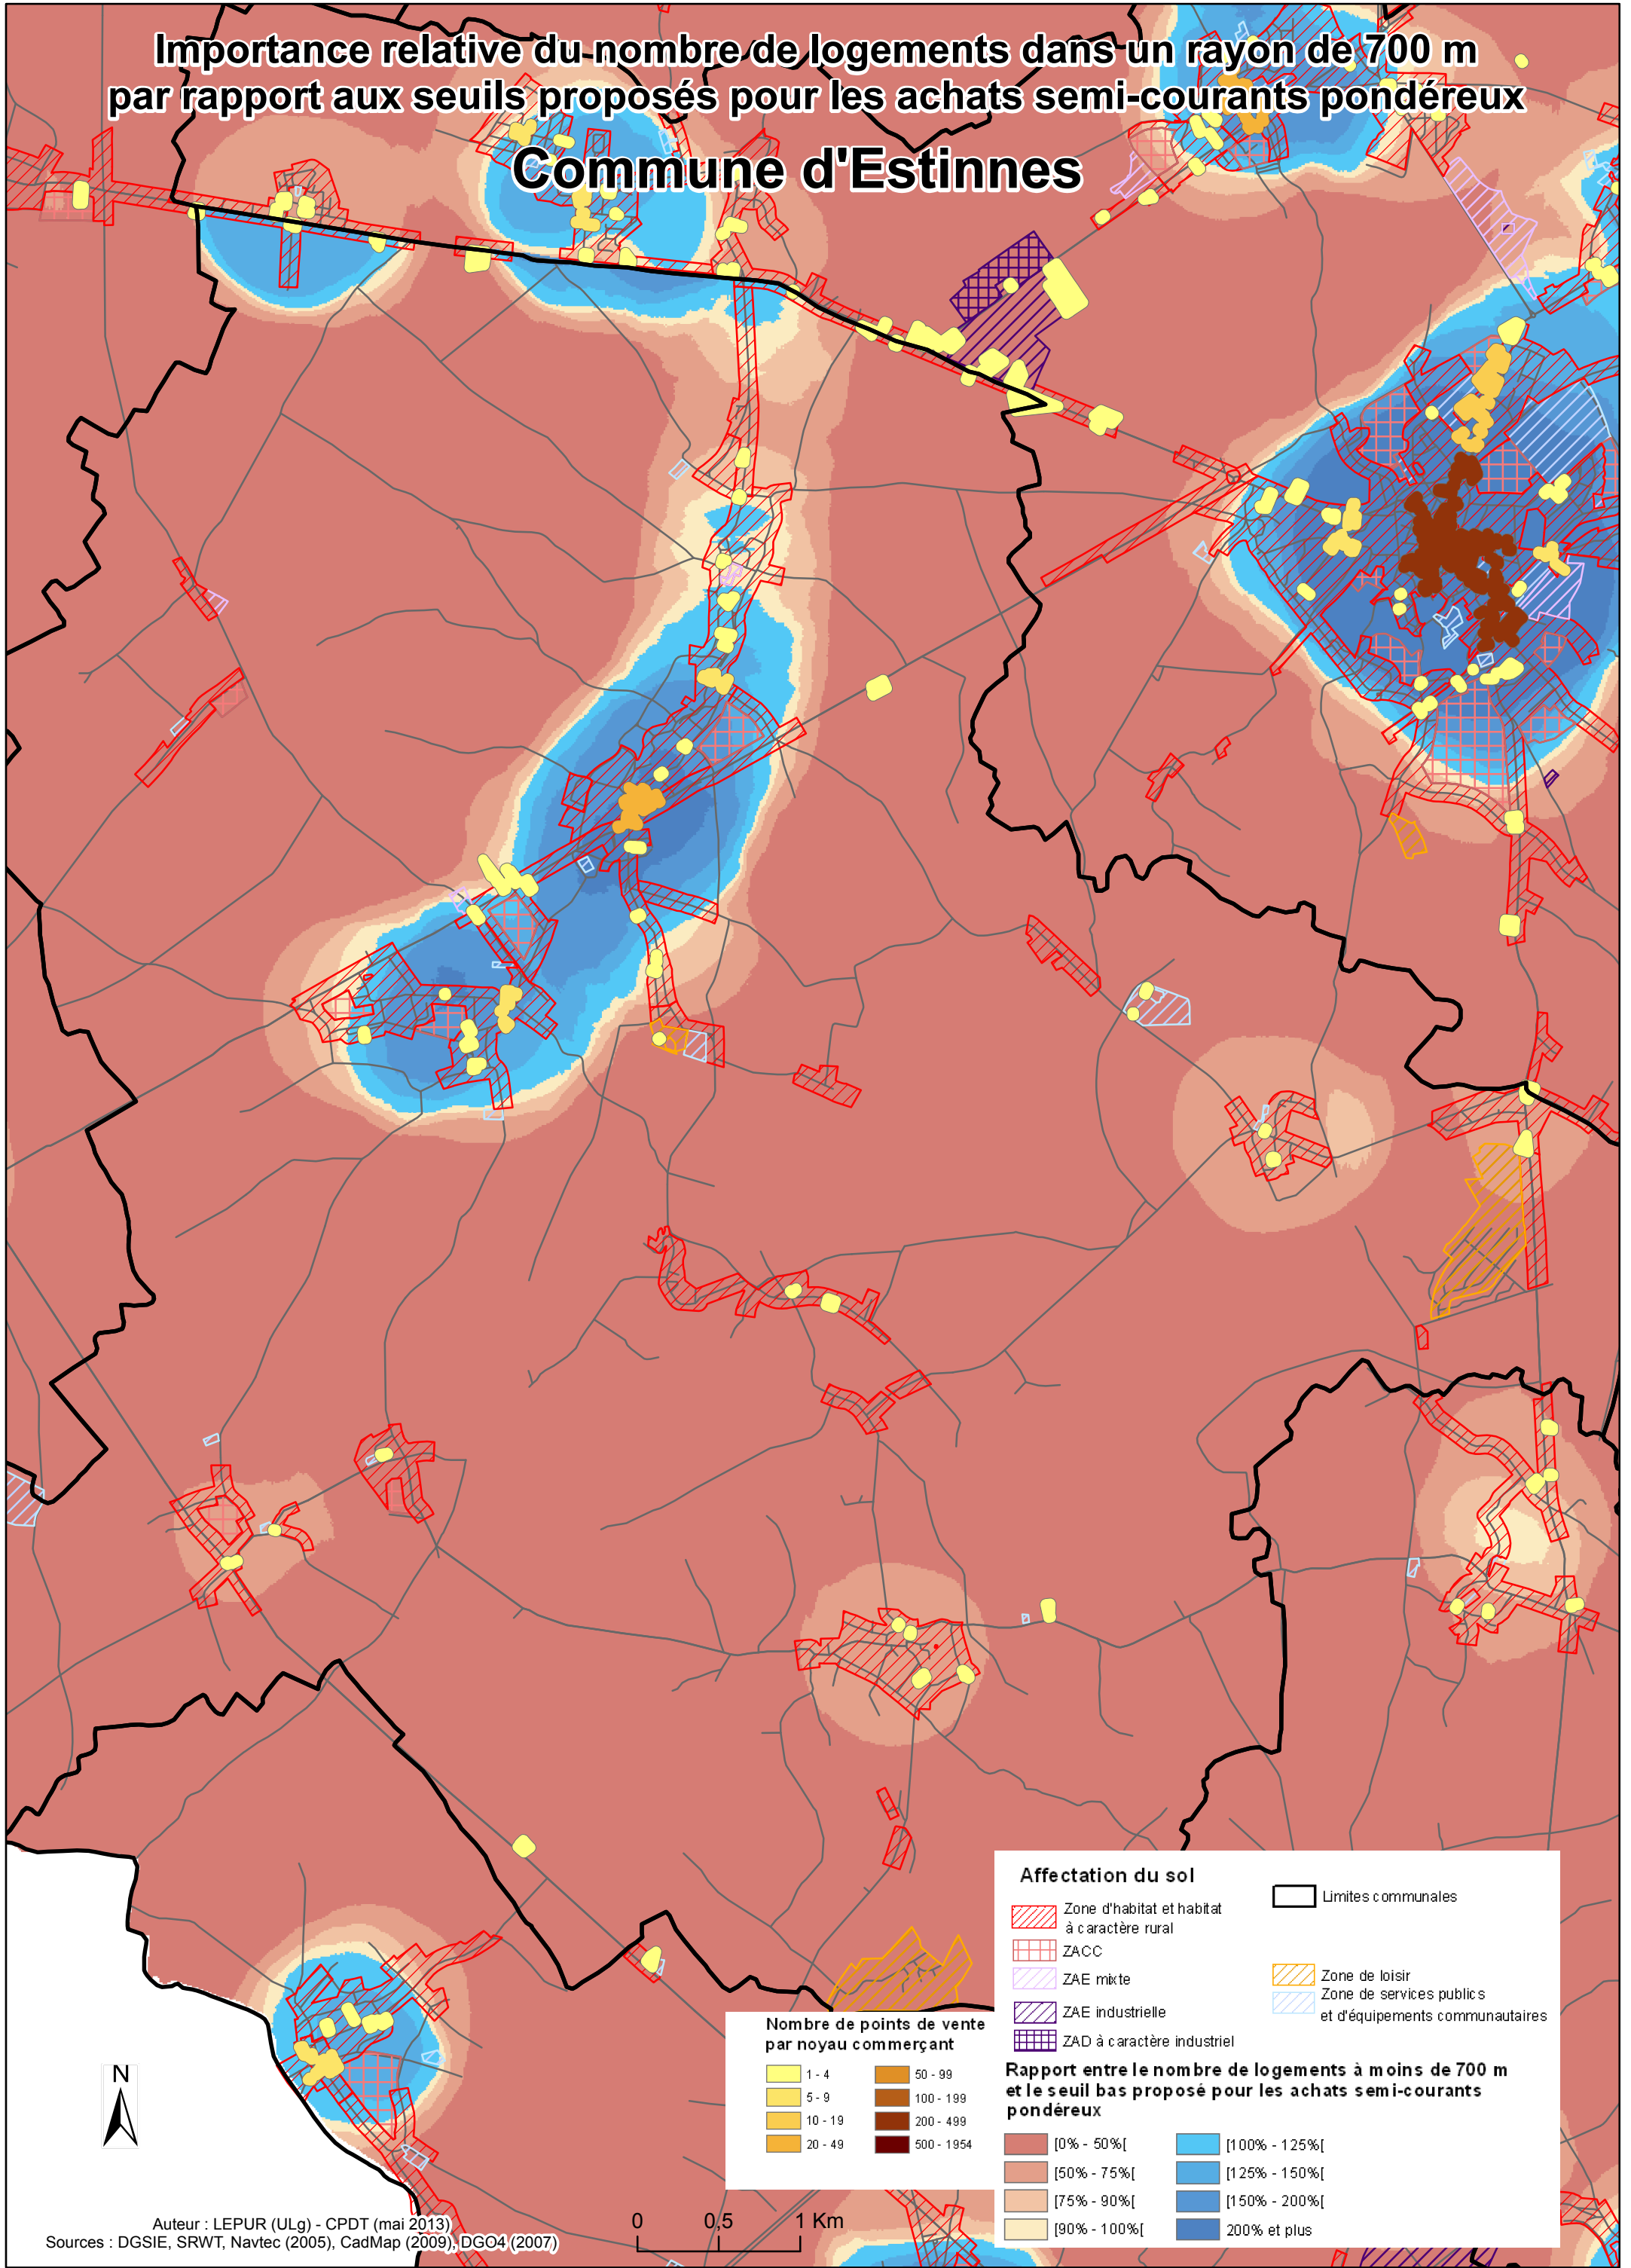 Importance relative du nombre de logements dans un rayon de 700 m
par rapport aux seuils proposés pour les achats semi-courants pondéreux
Commune d'Estinnes
Affectation du sol
Zone d'habitat et habitat
à caractère rural
ZACC
ZAE mixte
ZAE industrielle
ZAD à caractère industriel
Limites communales
Zone de loisir
Zone de services publics
et d'équipements communautaires
Nombre de points de vente
par noyau commerçant
1 - 4
5 - 9
10 - 19
20 - 49
50 - 99
100 - 199
200 - 499
500 - 1954
Rapport entre le nombre de logements à moins de 700 m
et le seuil bas proposé pour les achats semi-courants
pondéreux
[0% - 50%[
[50% - 75%[
[75% - 90%[
[90% - 100%[
[100% - 125%[
[125% - 150%[
[150% - 200%[
200% et plus
N
0 0,5 1 Km
Auteur : LEPUR (ULg) - CPDT (mai 2013)
Sources : DGSIE, SRWT, Navtec (2005), CadMap (2009), DGO4 (2007)